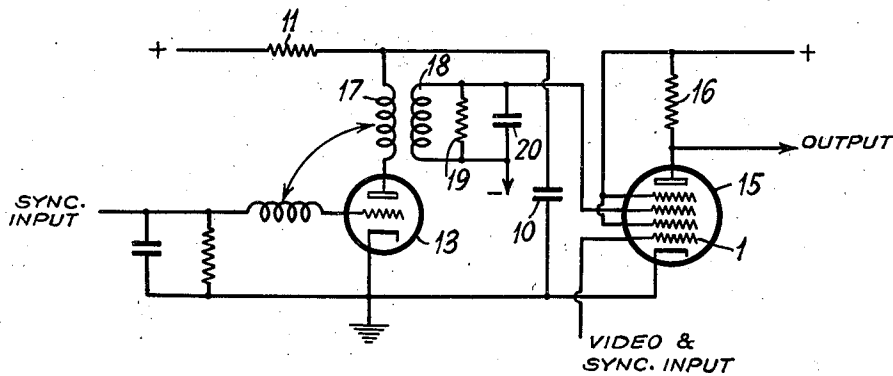 11
+
+
17
18
16
20
19
OUTPUT
SYNC.
INPUT
15
10
13
1
VIDEO &
SYNC. INPUT